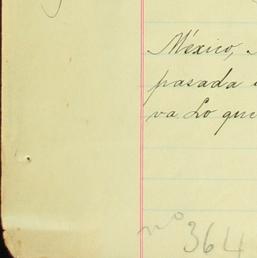 México,
pasada
va. Lo que
no
364